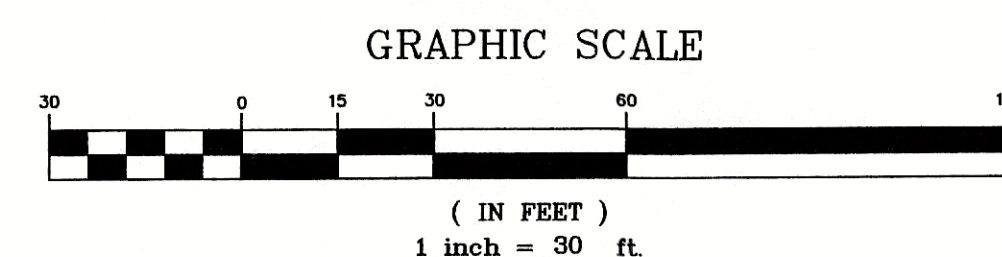 GRAPHIC SCALE
30 0 15 30 60
( IN FEET )
1 inch = 30 ft.